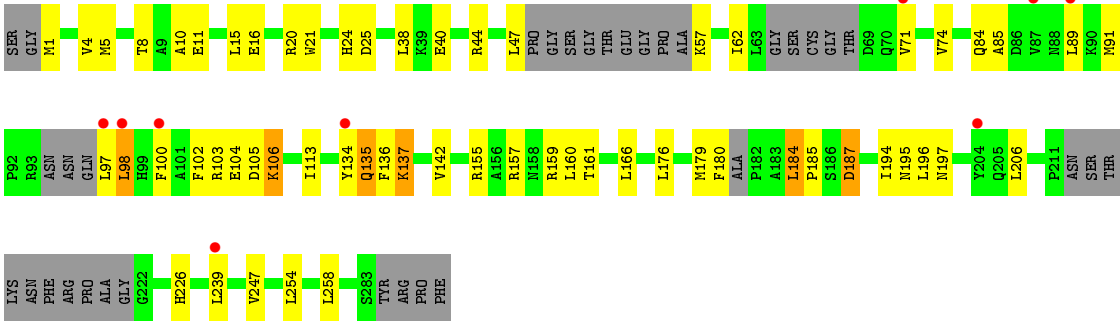 SER GLY M1 V4 M5 T8 A9 A10 E11 L15 E16 R20 W21 H24 D25 L38 K39 E40 R44 L47 PRO GLY SER GLY THR GLU GLY PRO ALA K57 I62 L63 GLY SER CYS GLY THR D69 Q70 V71 V74 Q84 A85 D86 V87 N88 L89 K90 M91
P92 R93 ASN ASN GLN L97 L98 H99 F100 A101 F102 R103 E104 D105 K106 I113 Y134 Q135 F136 K137 V142 R155 A156 R157 N158 R159 L160 T161 L166 L176 M179 F180 ALA P182 A183 L184 P185 S186 D187 I194 N195 L196 N197 Y204 Q205 L206 P211 ASN SER THR
LYS ASN PHE ARG PRO ALA GLY G222 H226 L239 V247 L254 L258 S283 TYR ARG PRO PHE